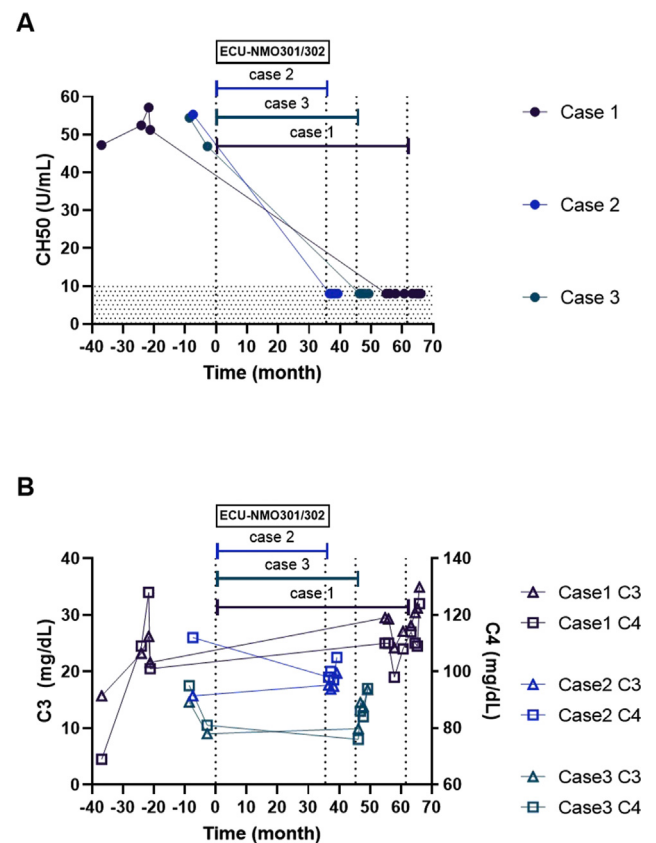 A
ECU-NMO301/302
case 2
case 3
case 1
60
50
40
30
20
10
0
CH50 (U/mL)
-40 -30 -20 -10 0 10 20 30 40 50 60 70
Time (month)
Case 1
Case 2
Case 3
B
ECU-NMO301/302
case 2
case 3
case 1
40
30
20
10
0
C3 (mg/dL)
140
120
100
80
60
C4 (mg/dL)
-40 -30 -20 -10 0 10 20 30 40 50 60 70
Time (month)
Case1 C3
Case1 C4
Case2 C3
Case2 C4
Case3 C3
Case3 C4